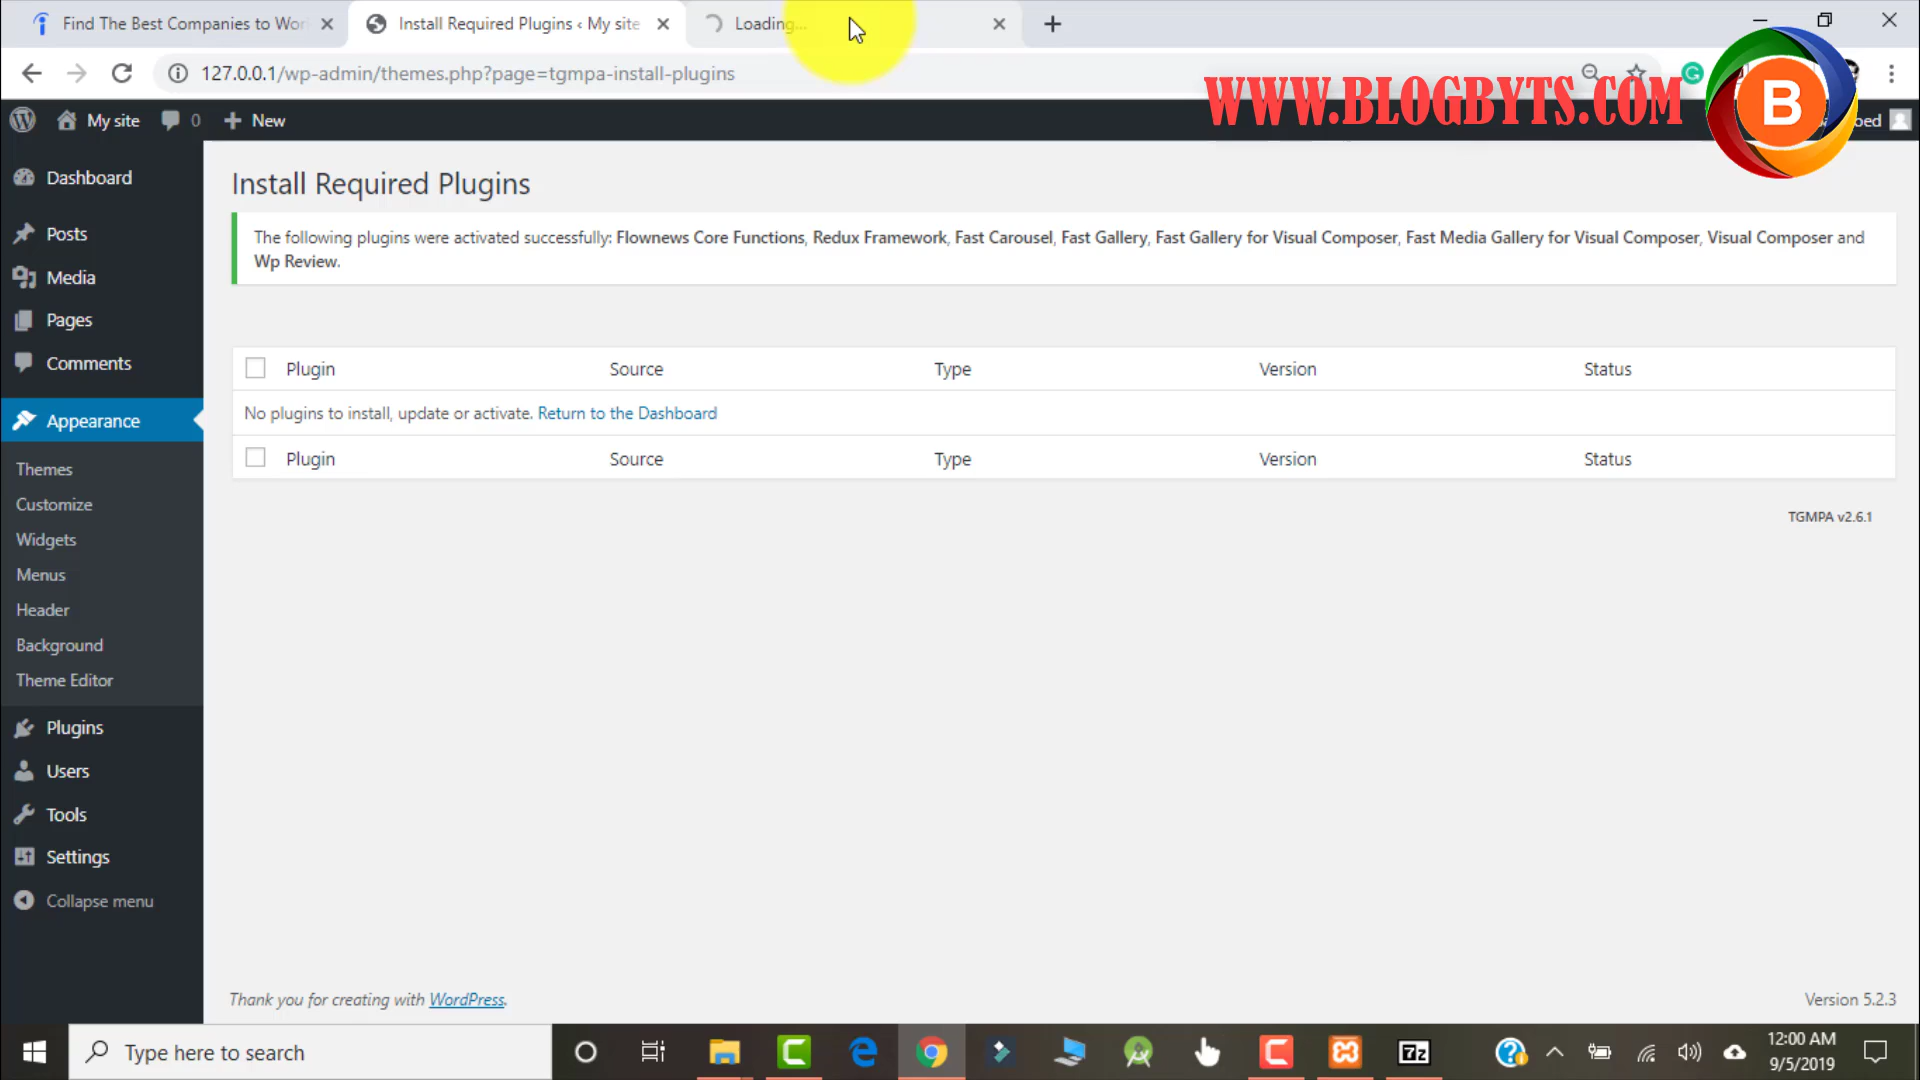 Find The Best Companies to Wor
Install Required Plugins ‹ My site
Loading...
127.0.0.1/wp-admin/themes.php?page=tgmpa-install-plugins
WWW.BLOGBYTS.COM
B
My site
0
New
Dashboard
Posts
Media
Pages
Comments
Appearance
Themes
Customize
Widgets
Menus
Header
Background
Theme Editor
Plugins
Users
Tools
Settings
Collapse menu
Install Required Plugins
The following plugins were activated successfully: Flownews Core Functions, Redux Framework, Fast Carousel, Fast Gallery, Fast Gallery for Visual Composer, Fast Media Gallery for Visual Composer, Visual Composer and
Wp Review.
Plugin Source Type Version Status
No plugins to install, update or activate. Return to the Dashboard
Plugin Source Type Version Status
TGMPA v2.6.1
Thank you for creating with WordPress.
Version 5.2.3
Type here to search
7z
12:00 AM
9/5/2019